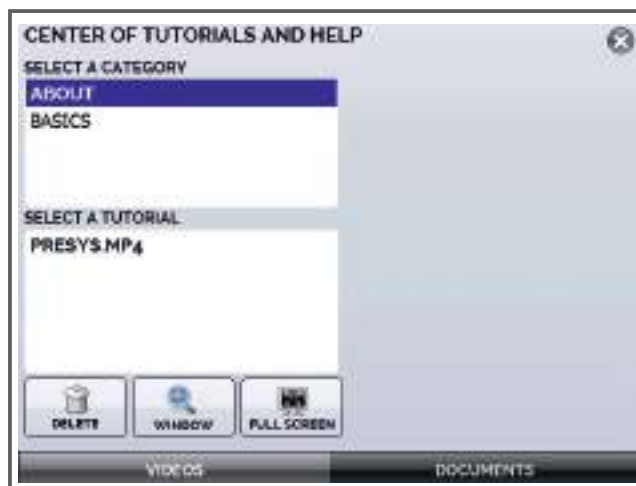 CENTER OF TUTORIALS AND HELP
SELECT A CATEGORY
ABOUT
BASICS
SELECT A TUTORIAL
PRESYS.MP4
DELETE WINDOW FULL SCREEN
VIDEOS DOCUMENTS